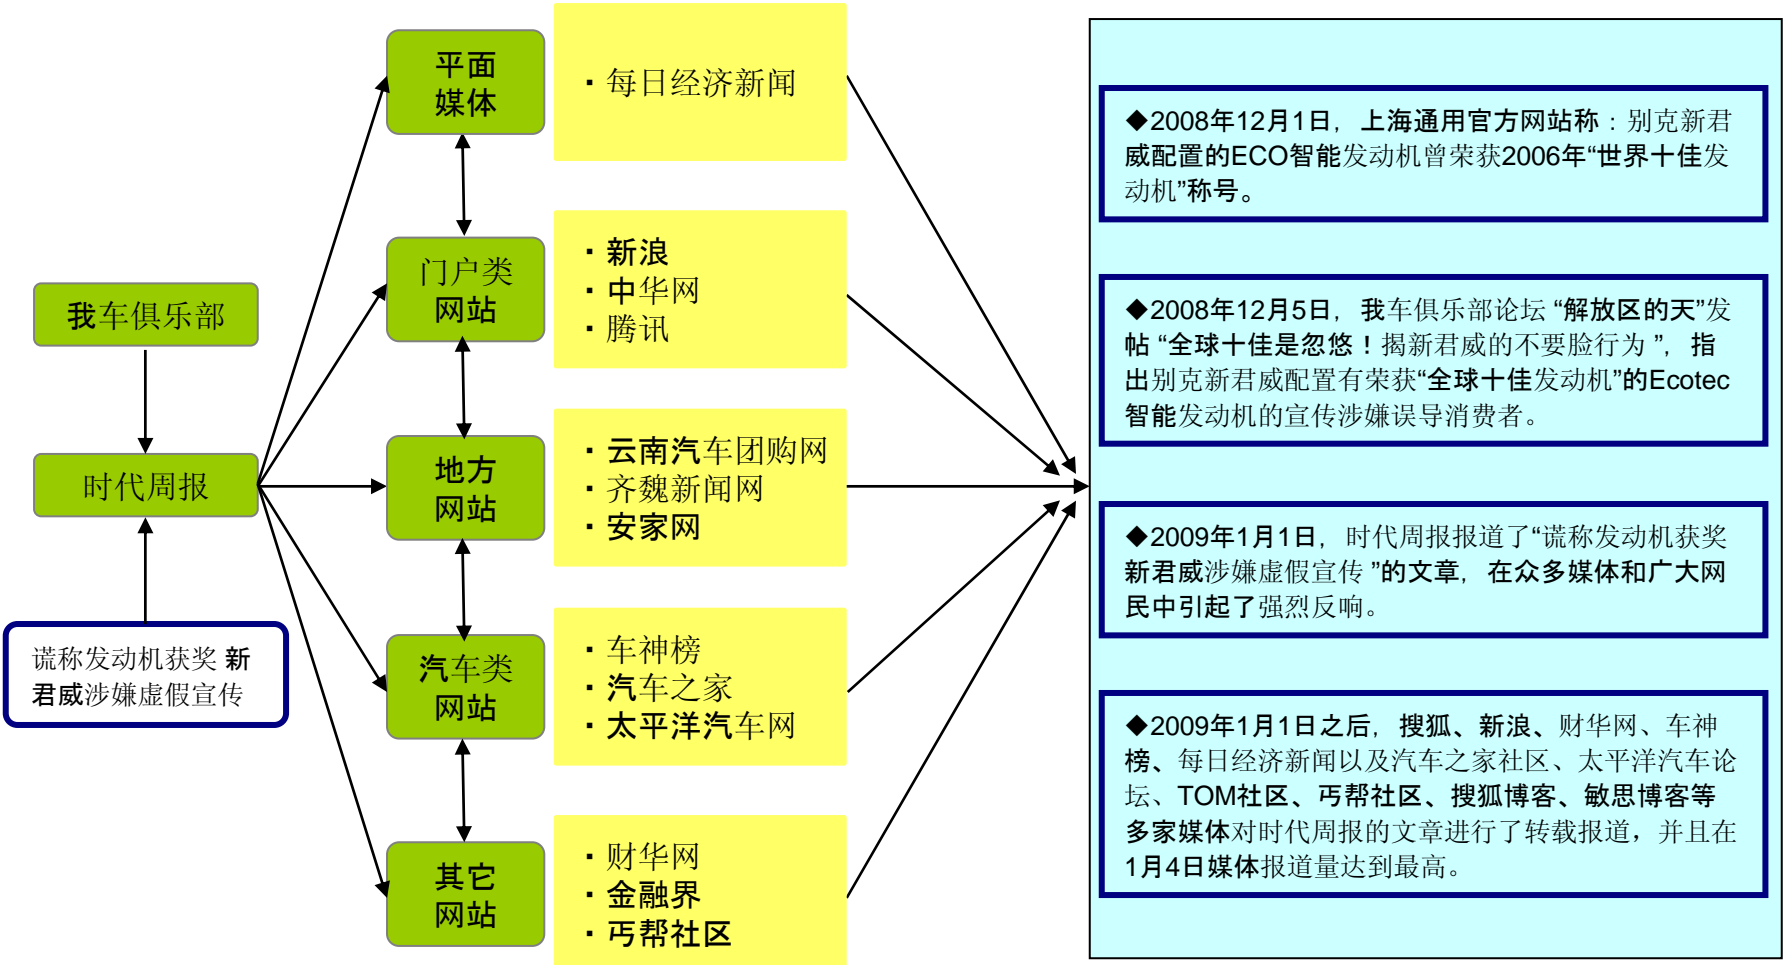 我车俱乐部
时代周报
谎称发动机获奖 新
君威涉嫌虚假宣传
平面
媒体
门户类
网站
地方
网站
汽车类
网站
其它
网站
▪每日经济新闻
▪新浪
▪中华网
▪腾讯
▪云南汽车团购网
▪齐魏新闻网
▪安家网
▪车神榜
▪汽车之家
▪太平洋汽车网
▪财华网
▪金融界
▪丐帮社区
◆2008年12月1日，上海通用官方网站称：别克新君
威配置的ECO智能发动机曾荣获2006年“世界十佳发
动机”称号。
◆2008年12月5日，我车俱乐部论坛 “解放区的天”发
帖 “全球十佳是忽悠！揭新君威的不要脸行为 ”，指
出别克新君威配置有荣获“全球十佳发动机”的Ecotec
智能发动机的宣传涉嫌误导消费者。
◆2009年1月1日，时代周报报道了“谎称发动机获奖
新君威涉嫌虚假宣传 ”的文章，在众多媒体和广大网
民中引起了强烈反响。
◆2009年1月1日之后，搜狐、新浪、财华网、车神
榜、每日经济新闻以及汽车之家社区、太平洋汽车论
坛、TOM社区、丐帮社区、搜狐博客、敏思博客等
多家媒体对时代周报的文章进行了转载报道，并且在
1月4日媒体报道量达到最高。